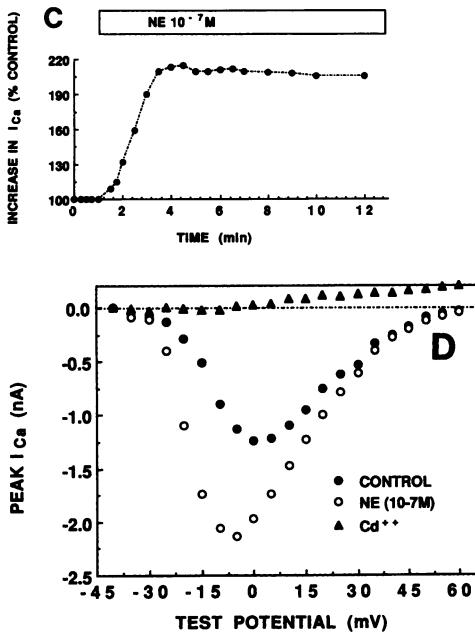 C
NE 10⁻⁷M
INCREASE IN I Ca (% CONTROL)
220
190
160
130
100
0 2 4 6 8 10 12
TIME (min)
D
PEAK I Ca (nA)
0.0
-0.5
-1.0
-1.5
-2.0
-2.5
CONTROL
NE (10-7M)
Cd++
-45 -30 -15 0 15 30 45 60
TEST POTENTIAL (mV)